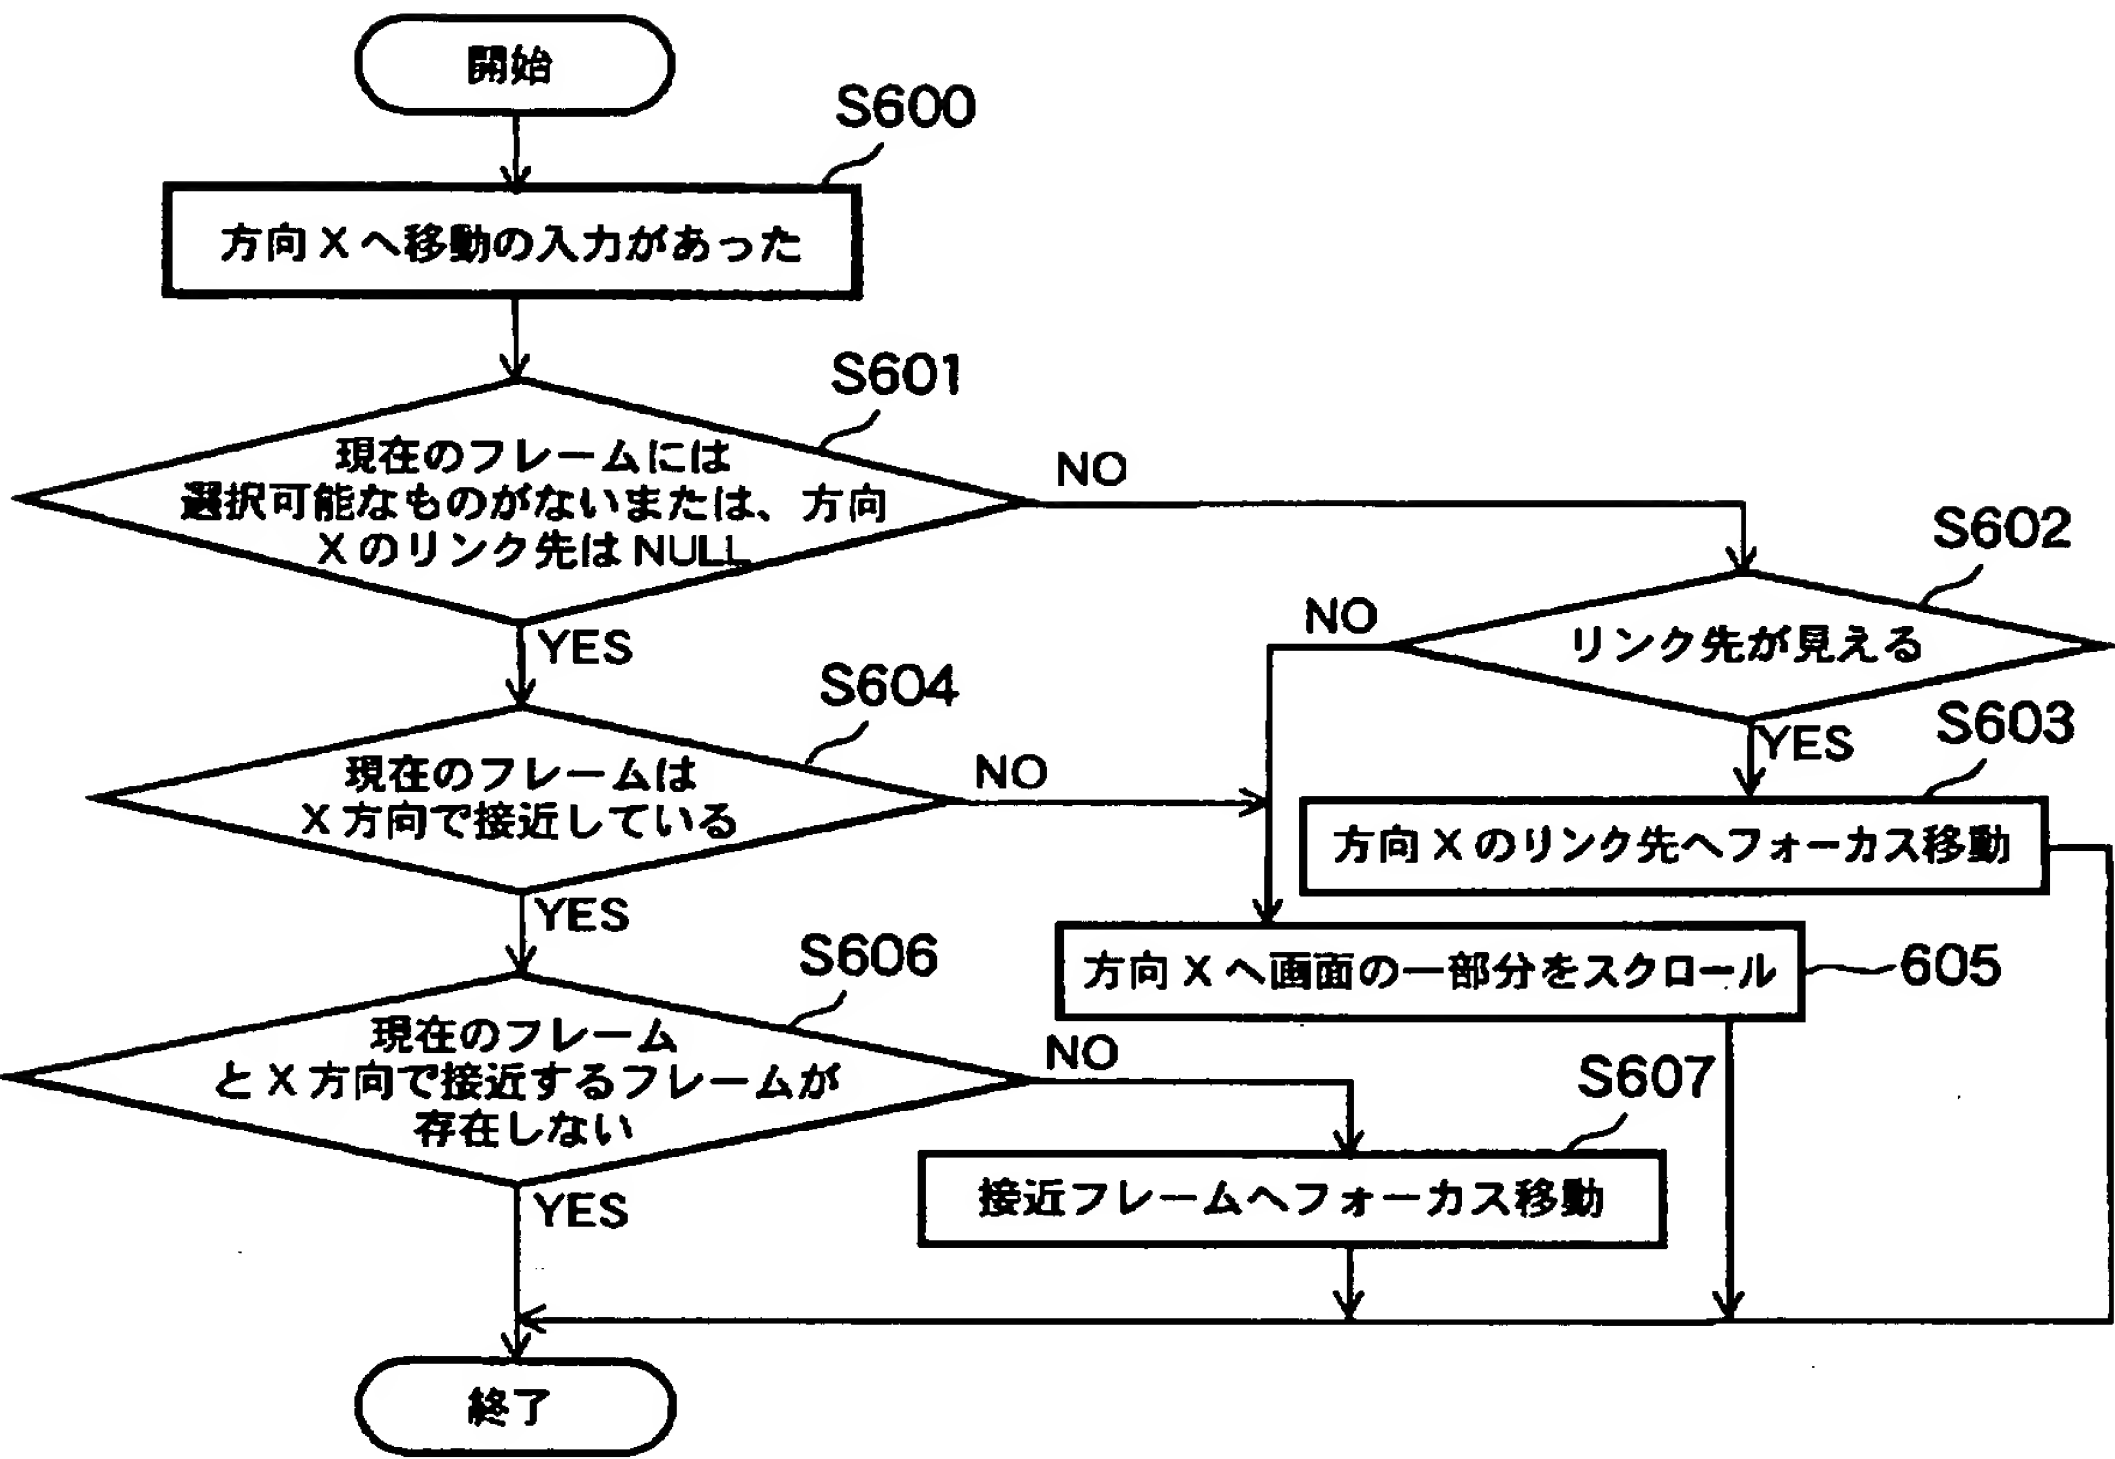 開始
S600
方向Xへ移動の入力があった
S601
現在のフレームには
選択可能なものがないまたは、方向
Xのリンク先はNULL
NO
YES
S602
リンク先が見える
NO
YES
S603
方向Xのリンク先へフォーカス移動
S604
現在のフレームは
X方向で接近している
NO
YES
方向Xへ画面の一部分をスクロール
605
S606
現在のフレーム
とX方向で接近するフレームが
存在しない
NO
YES
S607
接近フレームへフォーカス移動
終了